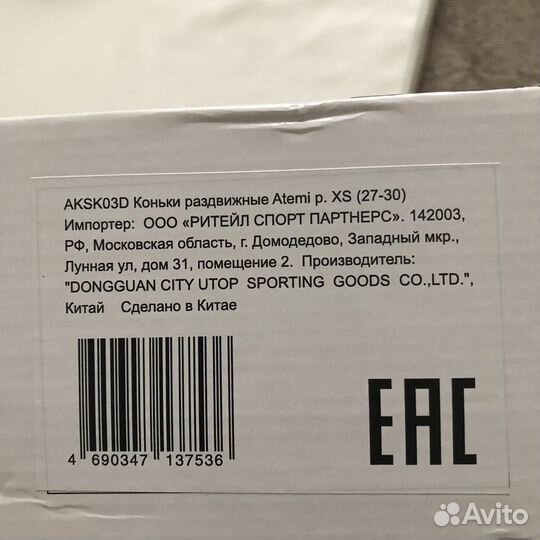 AKSK03D Коньки раздвижные Atemi р. XS (27-30)
Импортер: ООО «РИТЕЙЛ СПОРТ ПАРТНЕРС». 142003,
РФ, Московская область, г. Домодедово, Западный мкр.,
Лунная ул, дом 31, помещение 2. Производитель:
"DONGGUAN CITY UTOP SPORTING GOODS CO.,LTD.",
Китай Сделано в Китае
4 690347 137536
EAC
Avito